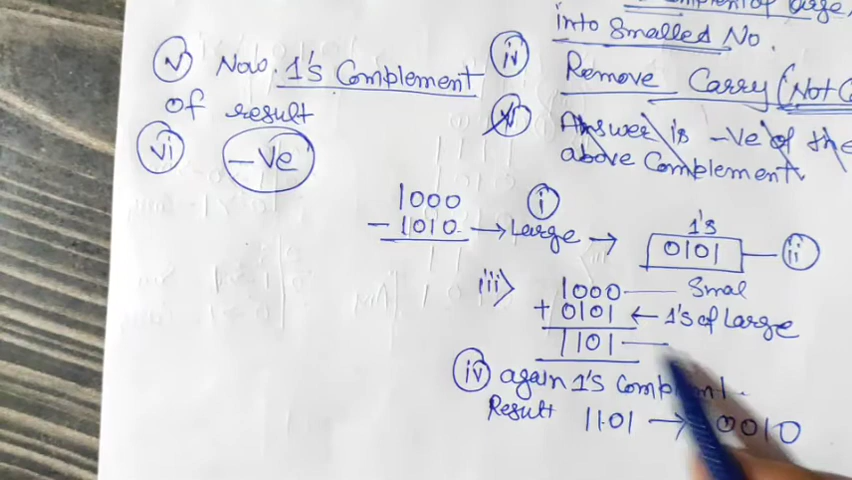 into Smalled No.
iv Remove Carry (Not
v Answer is -Ve of the
above Complement.
v Now. 1's Complement
of result
vi -Ve
1000
- 1010 → Large → i
1's
0101 — ii
iii> 1000 — Smal
+ 0101 ← 1's of Large
1101 —
iv again 1's
Result 1101 → 0010